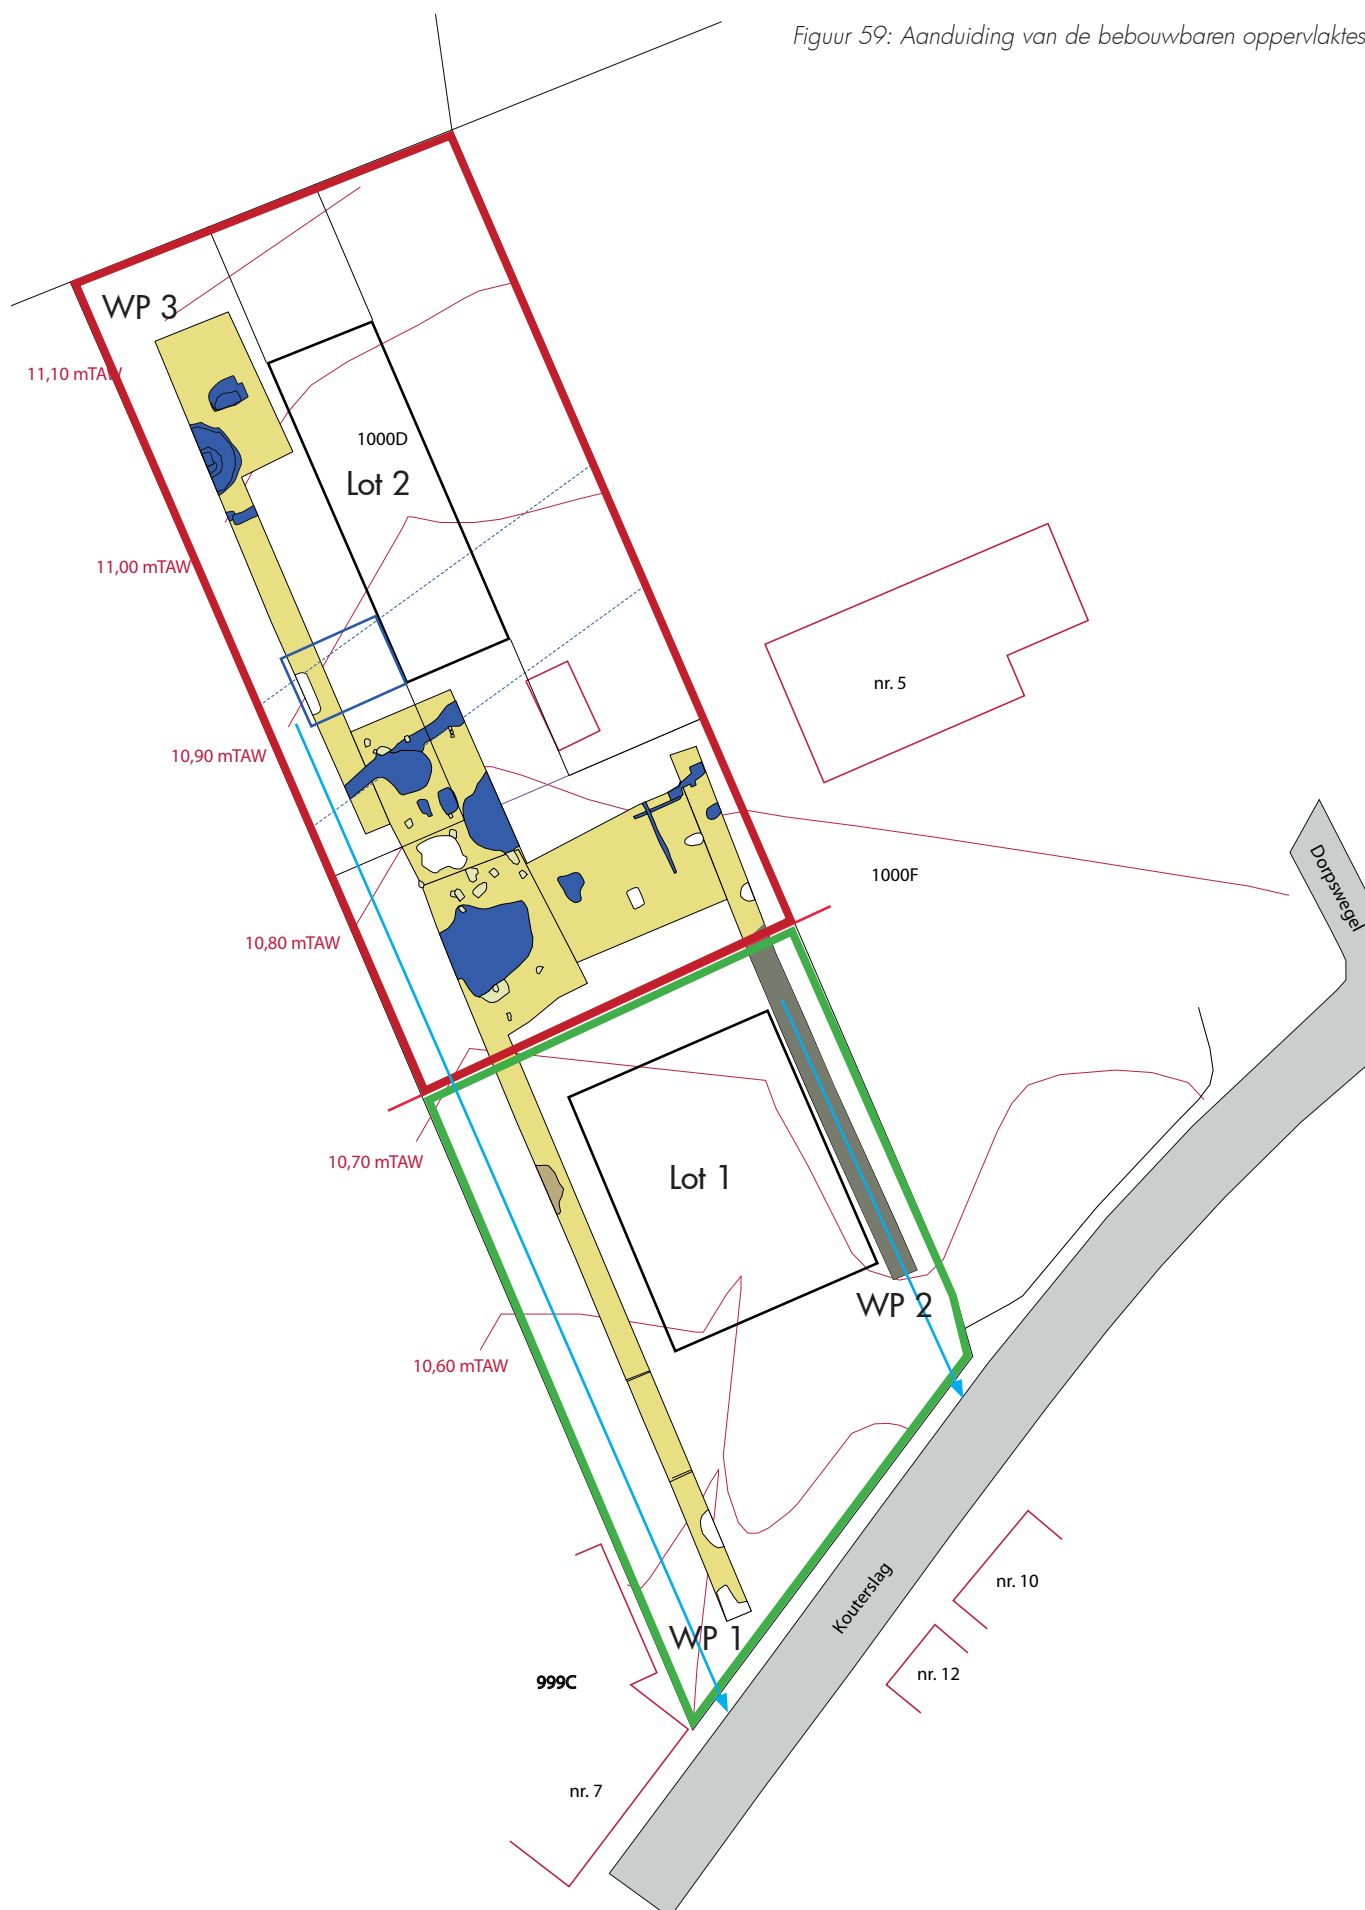 Figuur 59: Aanduiding van de bebouwbaren oppervlaktes
WP 3
11,10 mTAW
1000D
Lot 2
11,00 mTAW
nr. 5
10,90 mTAW
1000F
Dorpswegel
10,80 mTAW
10,70 mTAW
Lot 1
WP 2
10,60 mTAW
Kouterslag
nr. 10
WP 1
nr. 12
999C
nr. 7